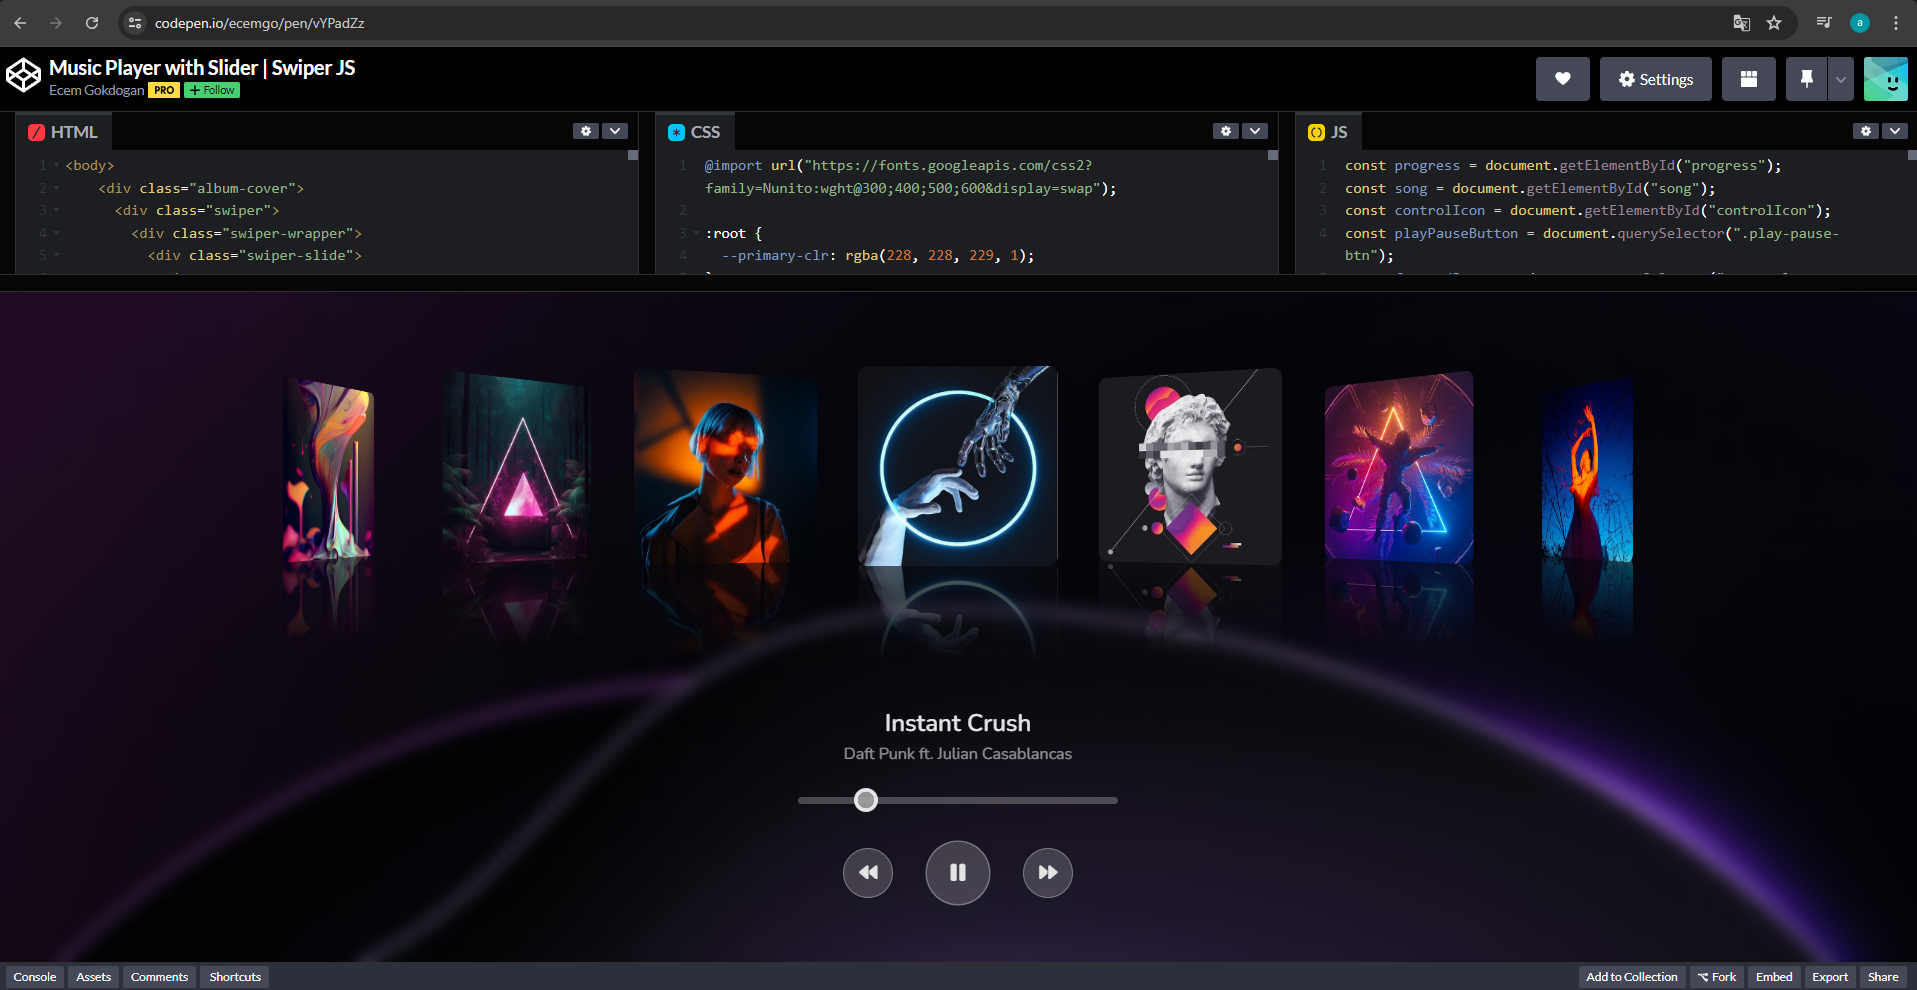 codepen.io/ecemgo/pen/vYPadZz
a
Music Player with Slider | Swiper JS
Ecem Gokdogan PRO + Follow
Settings
HTML
1 <body>
2 <div class="album-cover">
3 <div class="swiper">
4 <div class="swiper-wrapper">
5 <div class="swiper-slide">
CSS
1 @import url("https://fonts.googleapis.com/css2?
family=Nunito:wght@300;400;500;600&display=swap");
2
3 :root {
4 --primary-clr: rgba(228, 228, 229, 1);
JS
1 const progress = document.getElementById("progress");
2 const song = document.getElementById("song");
3 const controlIcon = document.getElementById("controlIcon");
4 const playPauseButton = document.querySelector(".play-pause-
btn");
Instant Crush
Daft Punk ft. Julian Casablancas
Console Assets Comments Shortcuts
Add to Collection Fork Embed Export Share